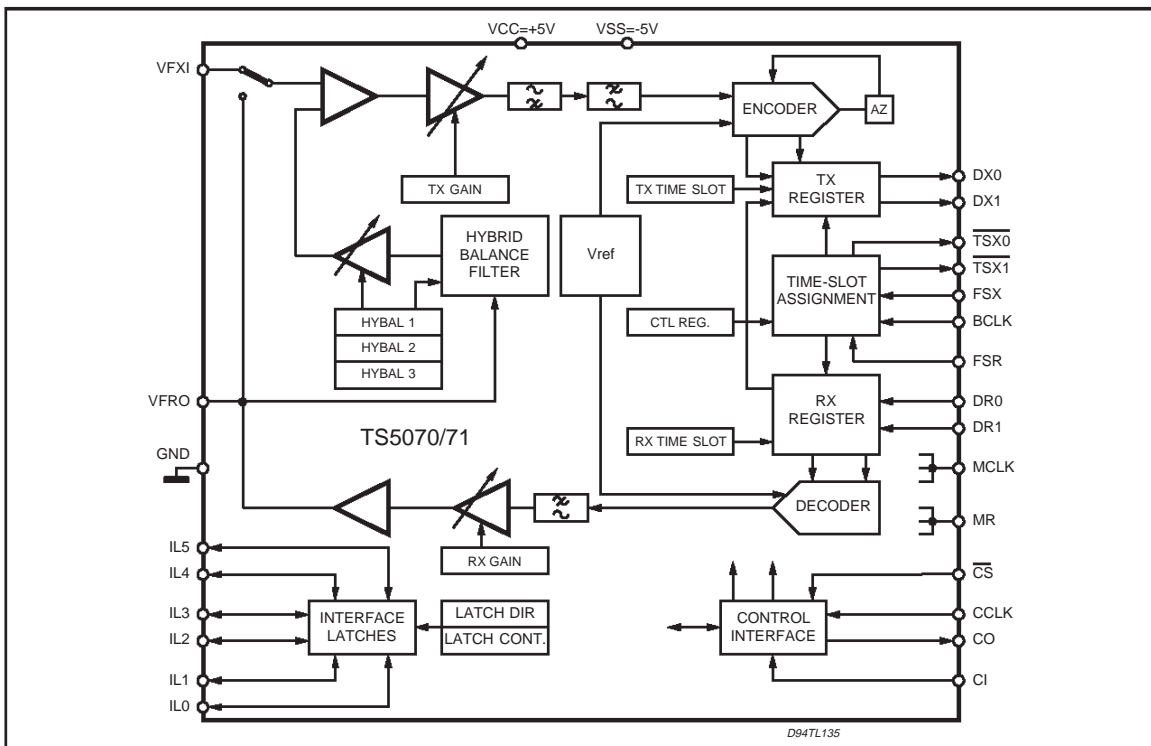 VCC=+5V
VSS=-5V
VFXI
ENCODER
AZ
TX GAIN
TX TIME SLOT
TX
REGISTER
DX0
DX1
HYBRID
BALANCE
FILTER
Vref
TSX0
TSX1
TIME-SLOT
ASSIGNMENT
FSX
BCLK
HYBAL 1
HYBAL 2
HYBAL 3
CTL REG.
FSR
VFRO
RX
REGISTER
DR0
DR1
TS5070/71
RX TIME SLOT
GND
MCLK
DECODER
MR
RX GAIN
IL5
IL4
IL3
IL2
IL1
IL0
INTERFACE
LATCHES
LATCH DIR
LATCH CONT.
CONTROL
INTERFACE
CS
CCLK
CO
CI
D94TL135